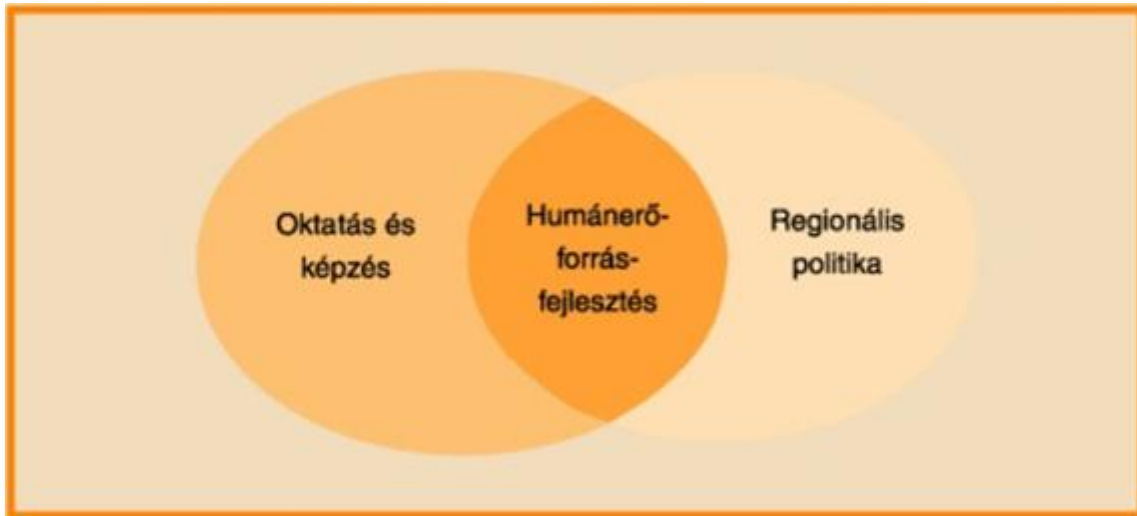 Oktatás és
képzés
Humánerő-
forrás-
fejlesztés
Regionális
politika